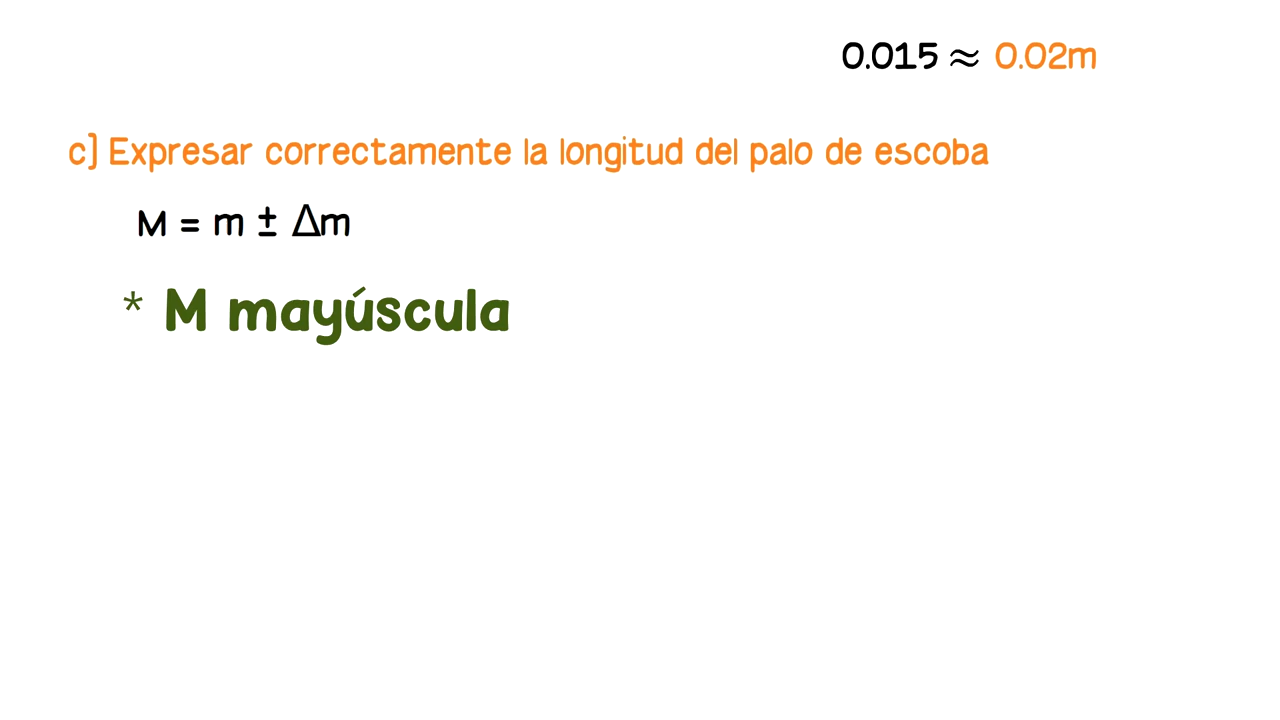 0.015 ≈ 0.02m
c) Expresar correctamente la longitud del palo de escoba
M = m ± Δm
* M mayúscula